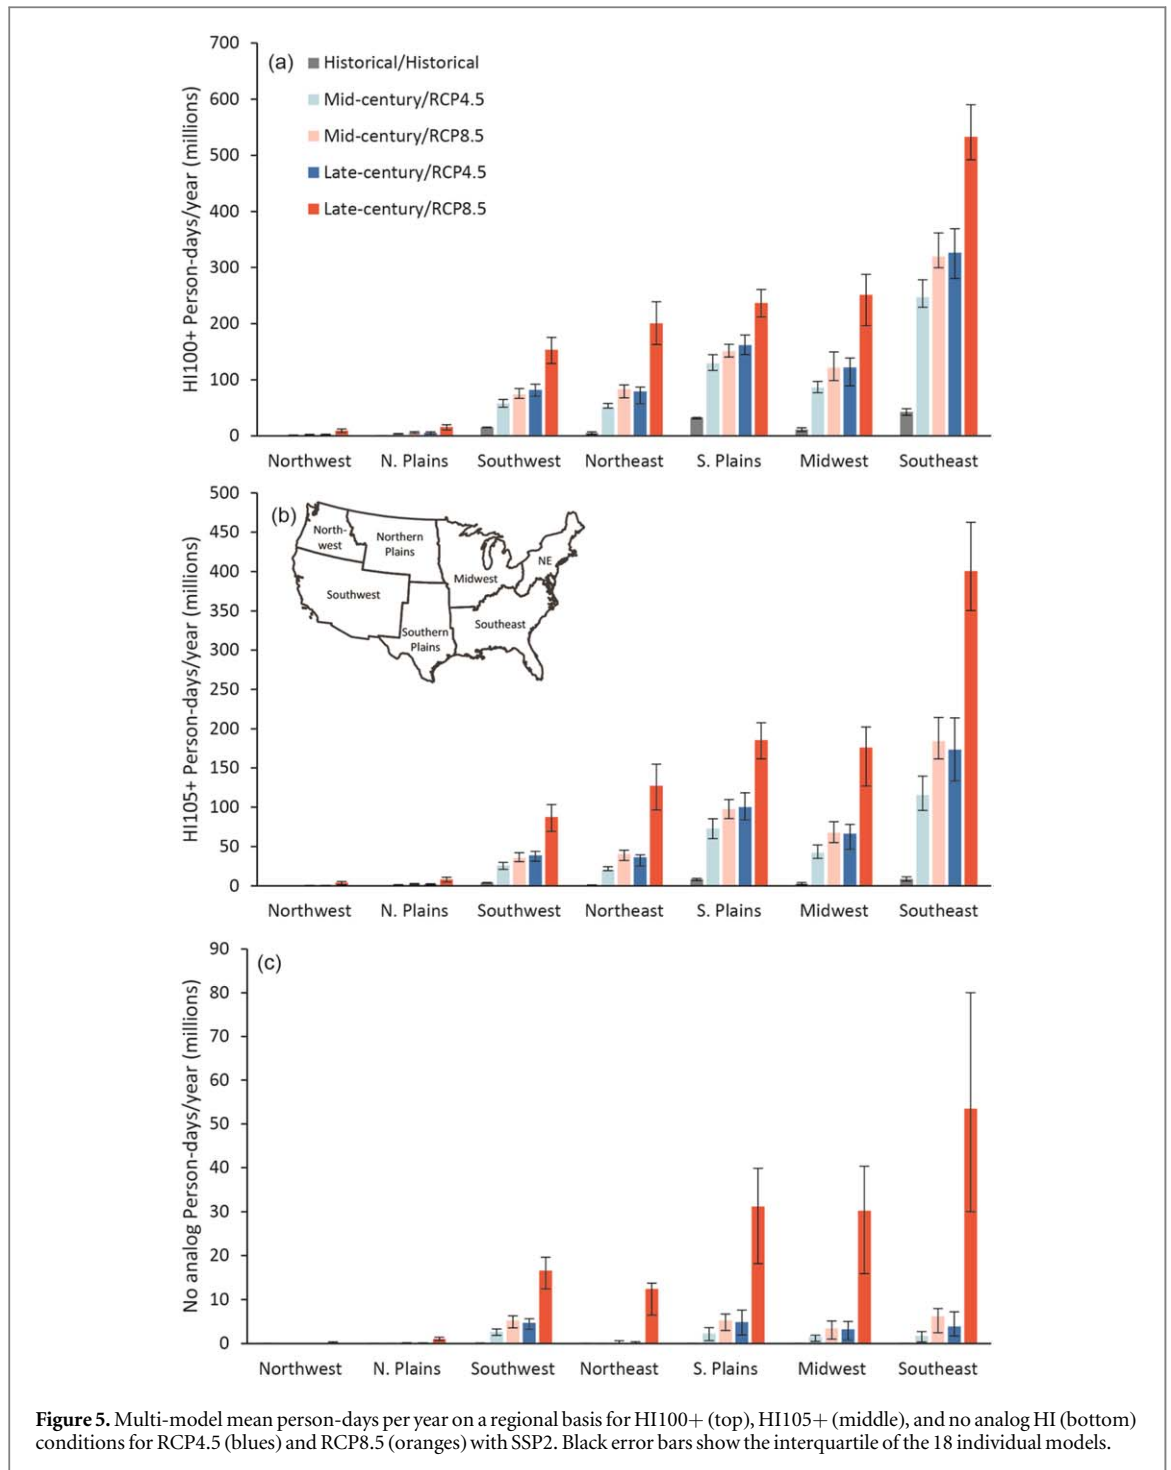 700
600
500
400
300
200
100
0
HI100+ Person-days/year (millions)
(a)
Historical/Historical
Mid-century/RCP4.5
Mid-century/RCP8.5
Late-century/RCP4.5
Late-century/RCP8.5
Northwest N. Plains Southwest Northeast S. Plains Midwest Southeast
500
450
400
350
300
250
200
150
100
50
0
HI105+ Person-days/year (millions)
(b)
North-
west
Northern
Plains
Midwest
NE
Southwest
Southern
Plains
Southeast
Northwest N. Plains Southwest Northeast S. Plains Midwest Southeast
90
80
70
60
50
40
30
20
10
0
No analog Person-days/year (millions)
(c)
Northwest N. Plains Southwest Northeast S. Plains Midwest Southeast
Figure 5. Multi-model mean person-days per year on a regional basis for HI100+ (top), HI105+ (middle), and no analog HI (bottom)
conditions for RCP4.5 (blues) and RCP8.5 (oranges) with SSP2. Black error bars show the interquartile of the 18 individual models.